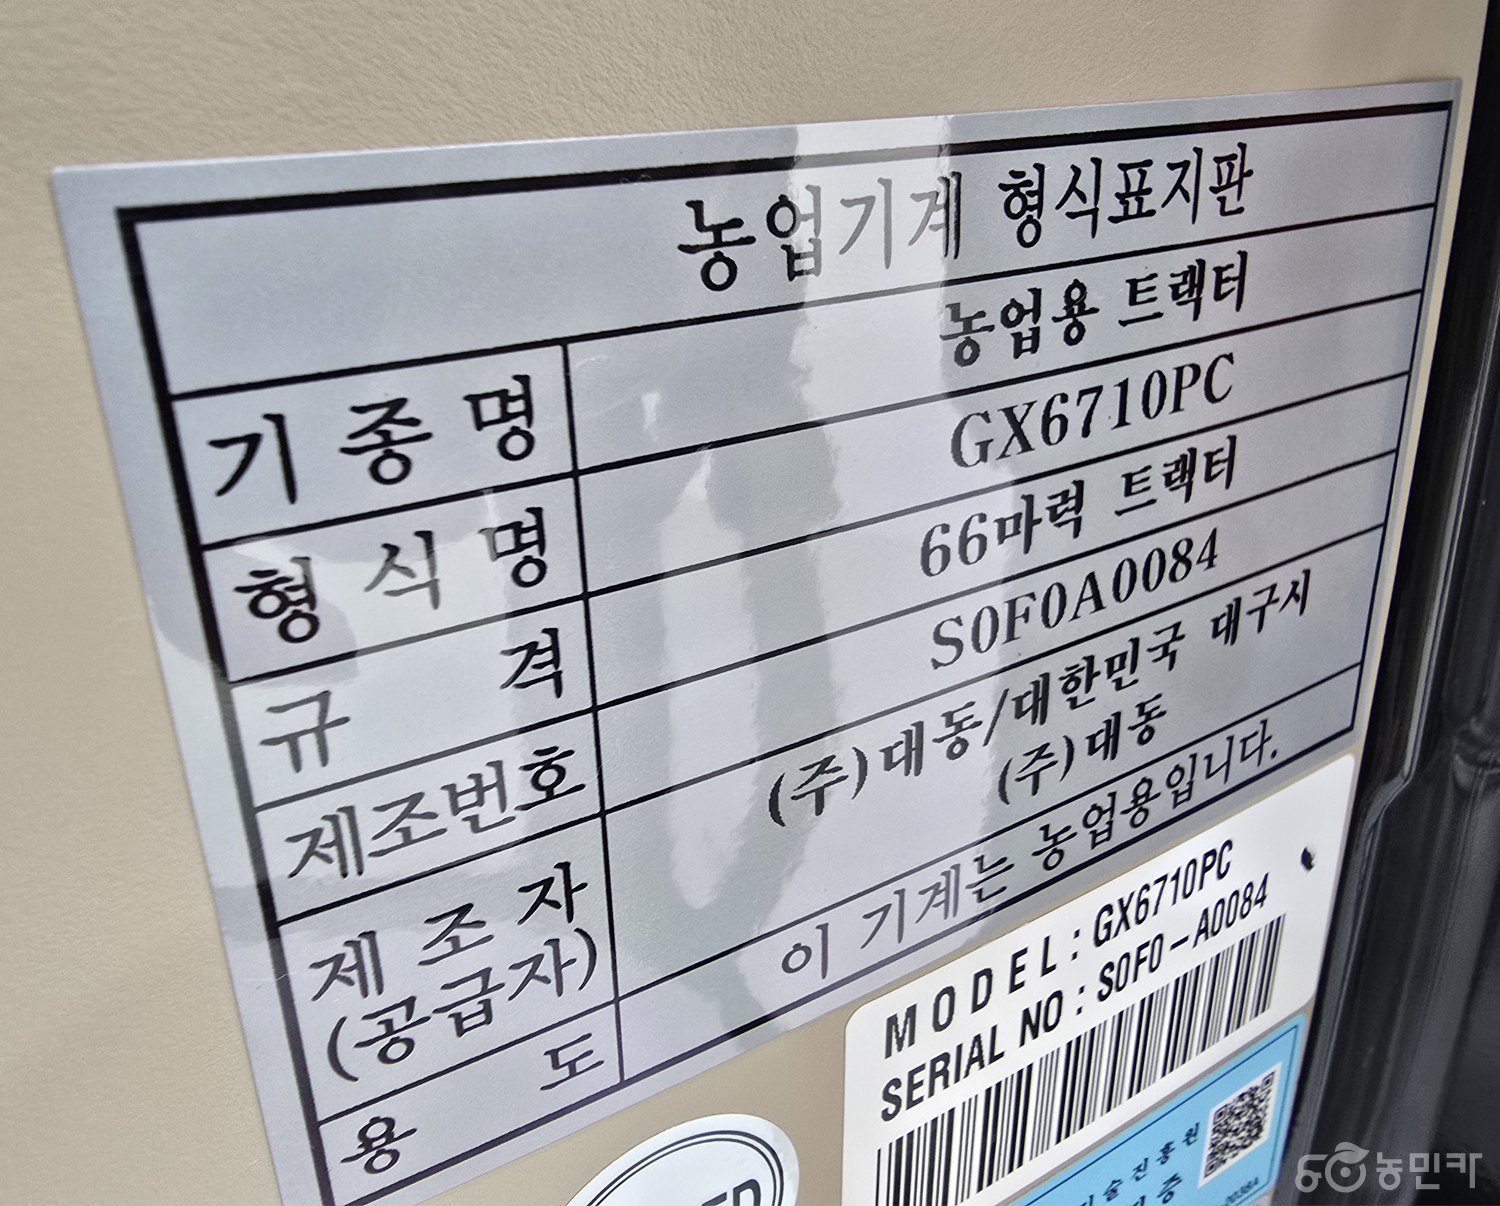 농업기계 형식표지판
기종명 농업용 트랙터
형식명 GX6710PC
규격 66마력 트랙터
제조번호 S0F0A0084
제조자 (주)대동/대한민국 대구시
(공급자) (주)대동
용도 이 기계는 농업용입니다.
MODEL : GX6710PC
SERIAL NO : S0F0-A0084
농민카